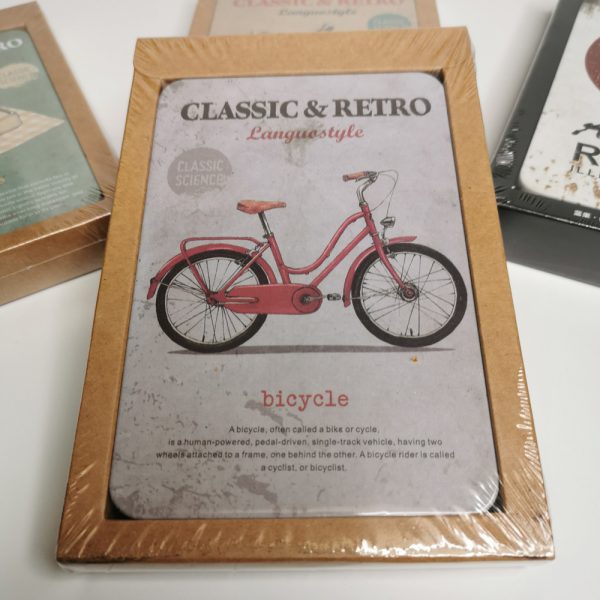 CLASSIC & RETRO
Languostyle
CLASSIC & RETRO
Languostyle
CLASSIC
SCIENCE
bicycle
A bicycle, often called a bike or cycle,
is a human-powered, pedal-driven, single-track vehicle, having two
wheels attached to a frame, one behind the other. A bicycle rider is called
a cyclist, or bicyclist.
RO
CLASSIC
SCIENCE